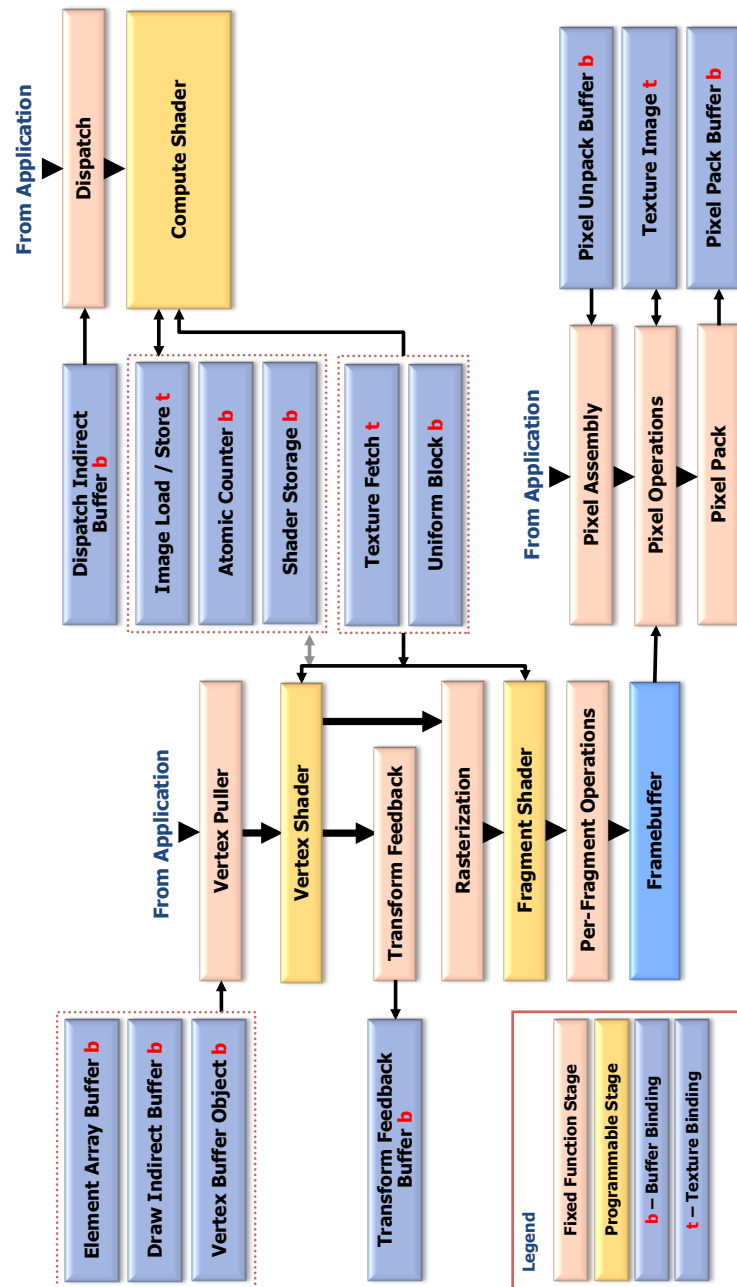 From Application
Element Array Buffer b
Draw Indirect Buffer b
Vertex Buffer Object b
Vertex Puller
Vertex Shader
Transform Feedback
Transform Feedback
Buffer b
Rasterization
Fragment Shader
Per-Fragment Operations
Framebuffer
From Application
Dispatch Indirect
Buffer b
Dispatch
Compute Shader
Image Load / Store t
Atomic Counter b
Shader Storage b
Texture Fetch t
Uniform Block b
From Application
Pixel Assembly
Pixel Unpack Buffer b
Pixel Operations
Texture Image t
Pixel Pack
Pixel Pack Buffer b
Legend
Fixed Function Stage
Programmable Stage
b – Buffer Binding
t – Texture Binding